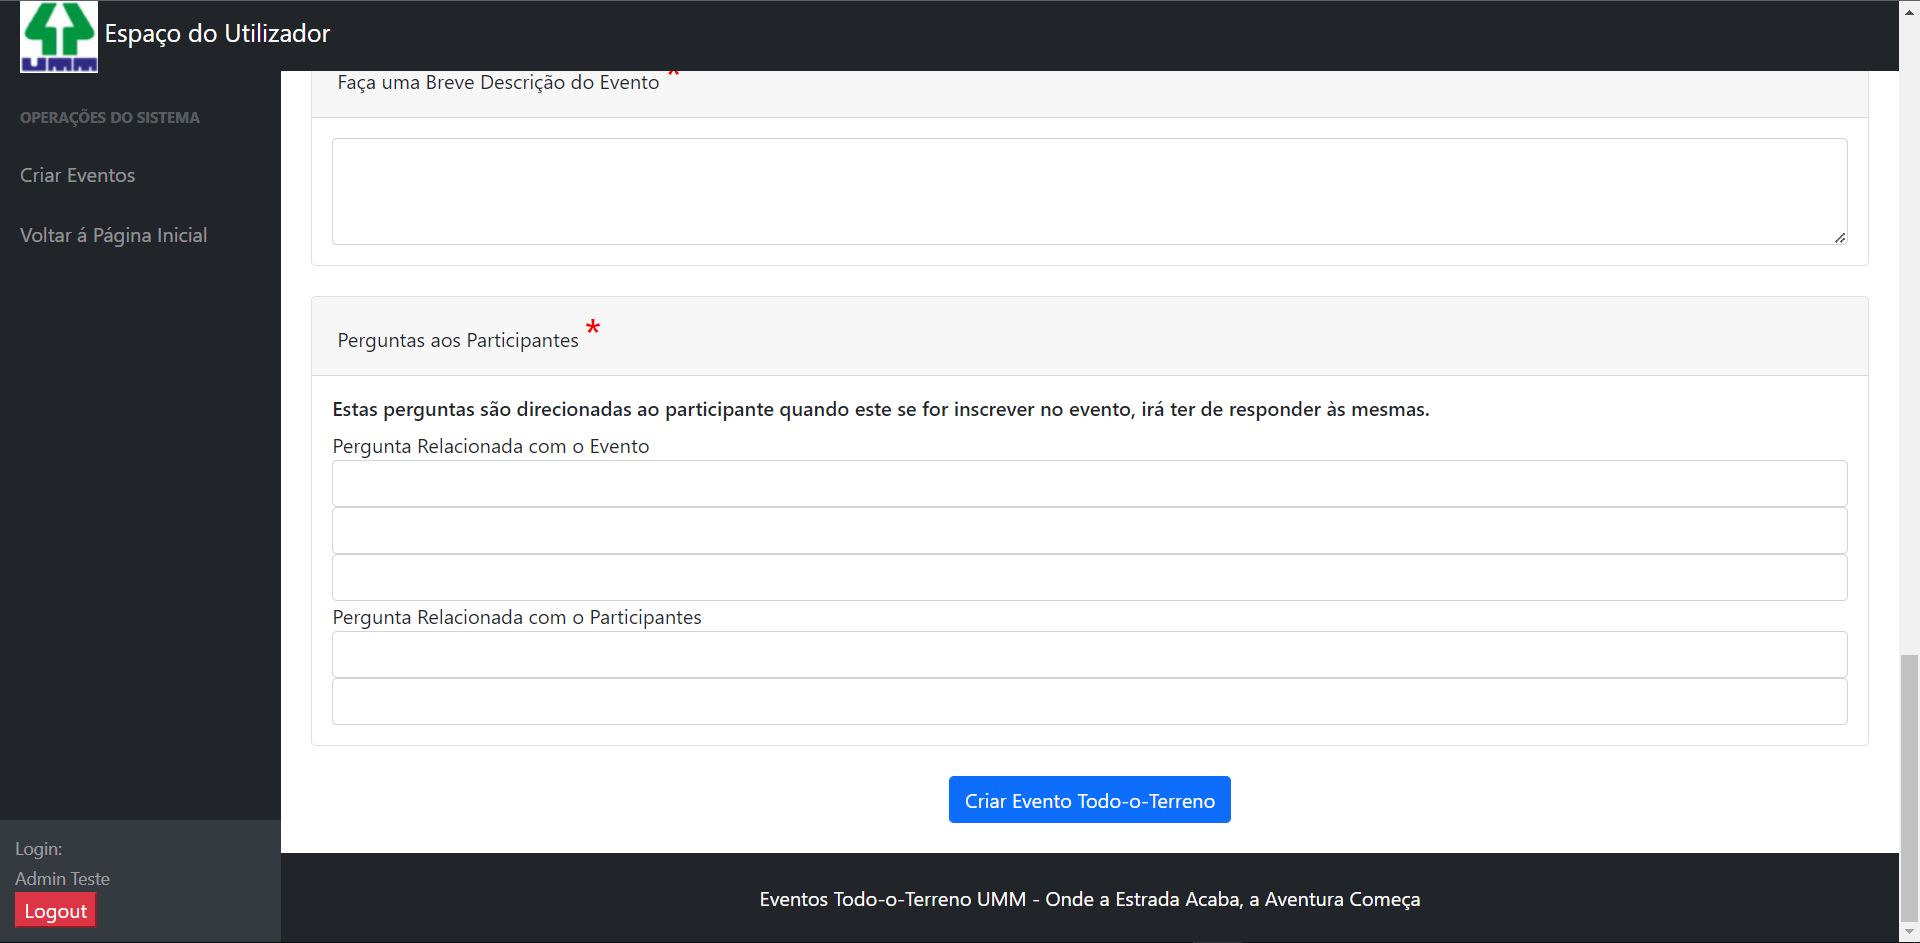 UMM
Espaço do Utilizador
OPERAÇÕES DO SISTEMA
Criar Eventos
Voltar á Página Inicial
Login:
Admin Teste
Logout
Faça uma Breve Descrição do Evento *
Perguntas aos Participantes *
Estas perguntas são direcionadas ao participante quando este se for inscrever no evento, irá ter de responder às mesmas.
Pergunta Relacionada com o Evento
Pergunta Relacionada com o Participantes
Criar Evento Todo-o-Terreno
Eventos Todo-o-Terreno UMM - Onde a Estrada Acaba, a Aventura Começa